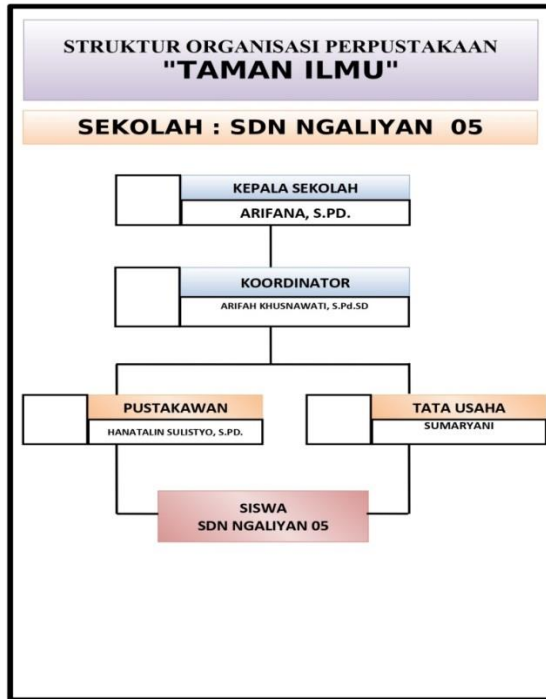 STRUKTUR ORGANISASI PERPUSTAKAAN
"TAMAN ILMU"
SEKOLAH : SDN NGALIYAN 05
KEPALA SEKOLAH
ARIFANA, S.PD.
KOORDINATOR
ARIFAH KHUSNAWATI, S.Pd.SD
PUSTAKAWAN
HANATALIN SULISTYO, S.PD.
TATA USAHA
SUMARYANI
SISWA
SDN NGALIYAN 05